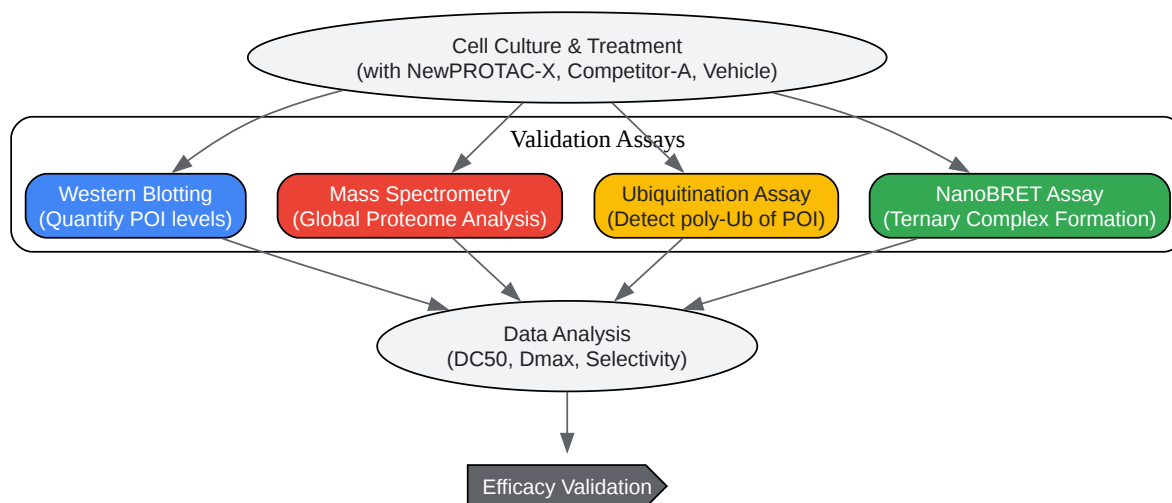 Cell Culture & Treatment
(with NewPROTAC-X, Competitor-A, Vehicle)
Validation Assays
Western Blotting
(Quantify POI levels)
Mass Spectrometry
(Global Proteome Analysis)
Ubiquitination Assay
(Detect poly-Ub of POI)
NanoBRET Assay
(Ternary Complex Formation)
Data Analysis
(DC50, Dmax, Selectivity)
Efficacy Validation